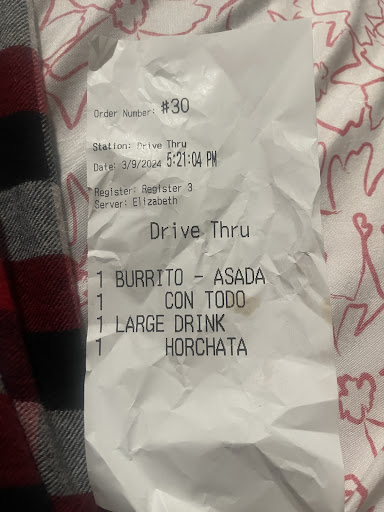 Order Number: #30
Station: Drive Thru
Date: 3/9/2024 5:21:04 PM
Register: Register 3
Server: Elizabeth
Drive Thru
1 BURRITO - ASADA
1 CON TODO
1 LARGE DRINK
1 HORCHATA